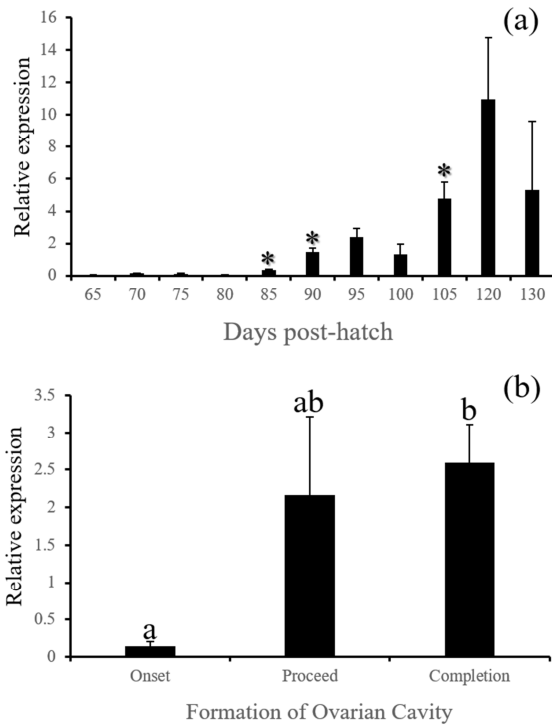 (a)
Relative expression
16
14
12
10
8
6
4
2
0
* * *
65 70 75 80 85 90 95 100 105 120 130
Days post-hatch
(b)
Relative expression
3.5
3
2.5
2
1.5
1
0.5
0
a ab b
Onset Proceed Completion
Formation of Ovarian Cavity